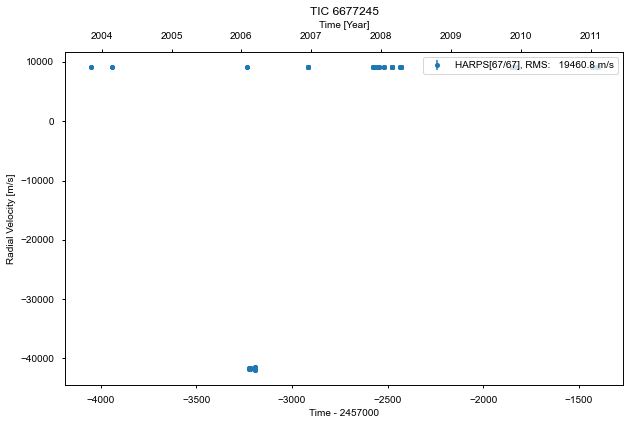 TIC 6677245
Time [Year]
2004 2005 2006 2007 2008 2009 2010 2011
HARPS[67/67], RMS: 19460.8 m/s
10000
0
−10000
−20000
−30000
−40000
Radial Velocity [m/s]
−4000 −3500 −3000 −2500 −2000 −1500
Time - 2457000